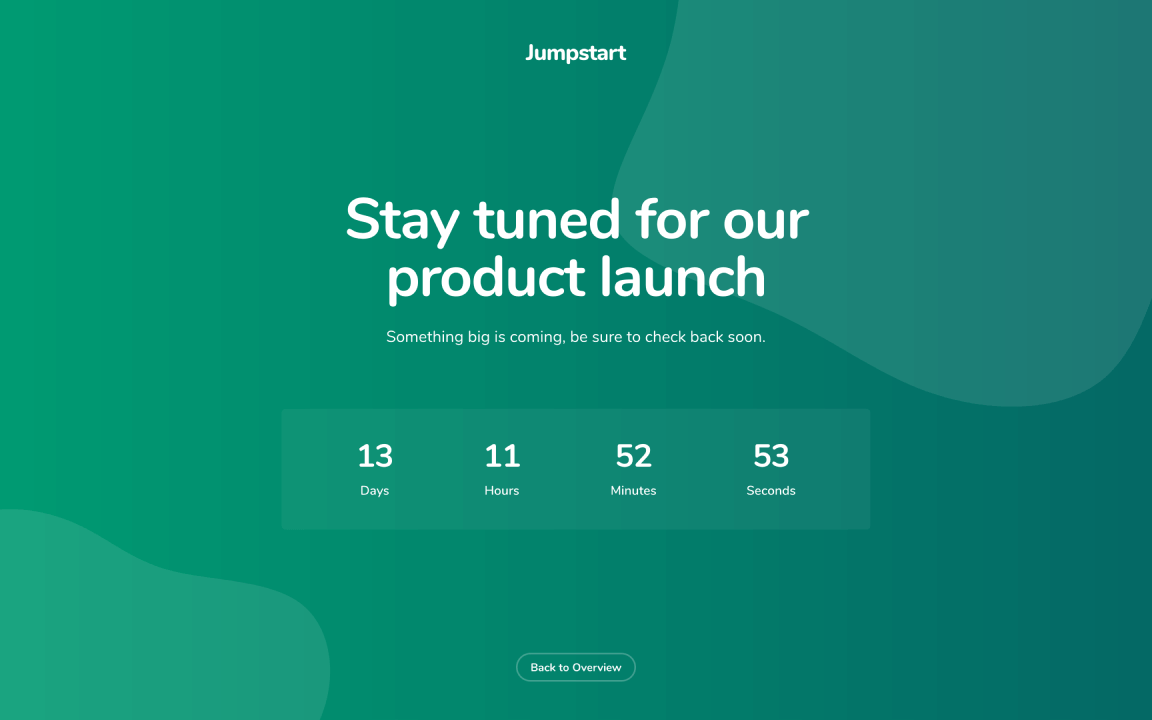 Jumpstart
Stay tuned for our
product launch
Something big is coming, be sure to check back soon.
13 11 52 53
Days Hours Minutes Seconds
Back to Overview